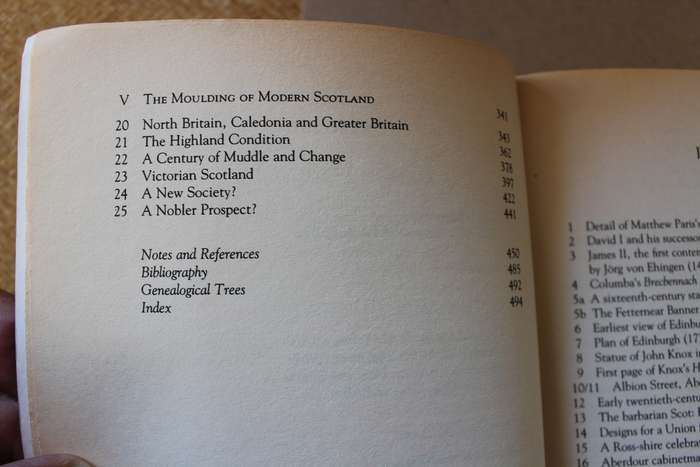 V THE MOULDING OF MODERN SCOTLAND 341
20 North Britain, Caledonia and Greater Britain 343
21 The Highland Condition 362
22 A Century of Muddle and Change 378
23 Victorian Scotland 397
24 A New Society? 422
25 A Nobler Prospect? 441
Notes and References 450
Bibliography 485
Genealogical Trees 492
Index 494
1 Detail of Matthew Paris's
2 David I and his successor
3 James II, the first conte
by Jörg von Ehingen (14
4 Columba's Brecbennach
5a A sixteenth-century sta
5b The Fetternear Banner
6 Earliest view of Edinbu
7 Plan of Edinburgh (17
8 Statue of John Knox i
9 First page of Knox's H
10/11 Albion Street, Abe
12 Early twentieth-centu
13 The barbarian Scot:
14 Designs for a Union
15 A Ross-shire celebra
16 Aberdour cabinetma